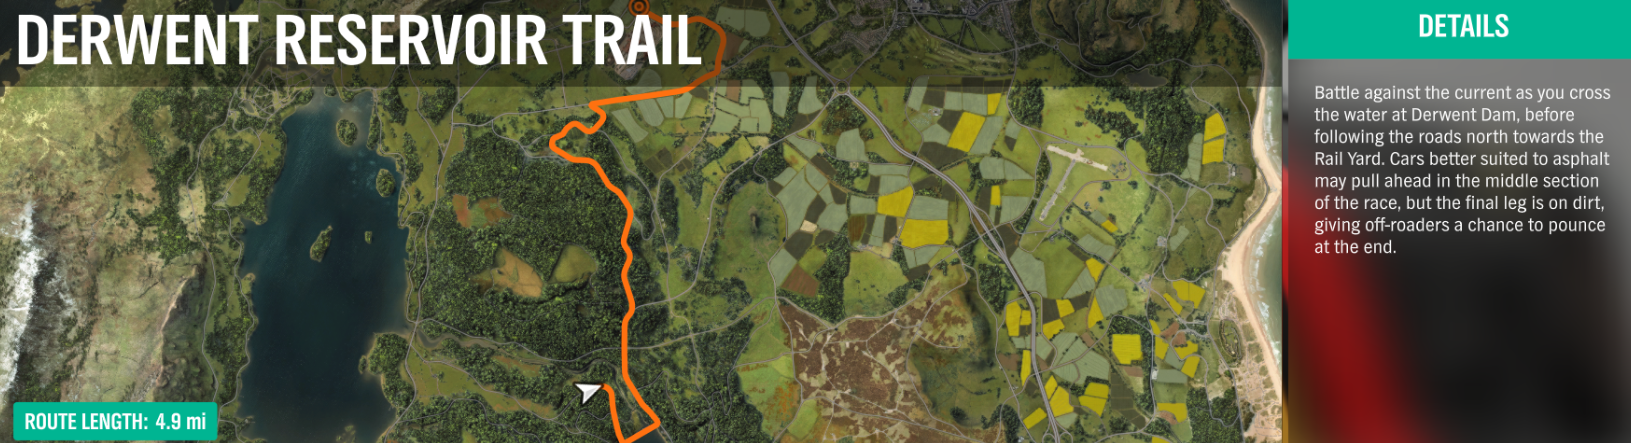 DERWENT RESERVOIR TRAIL
DETAILS
Battle against the current as you cross
the water at Derwent Dam, before
following the roads north towards the
Rail Yard. Cars better suited to asphalt
may pull ahead in the middle section
of the race, but the final leg is on dirt,
giving off-roaders a chance to pounce
at the end.
ROUTE LENGTH: 4.9 mi